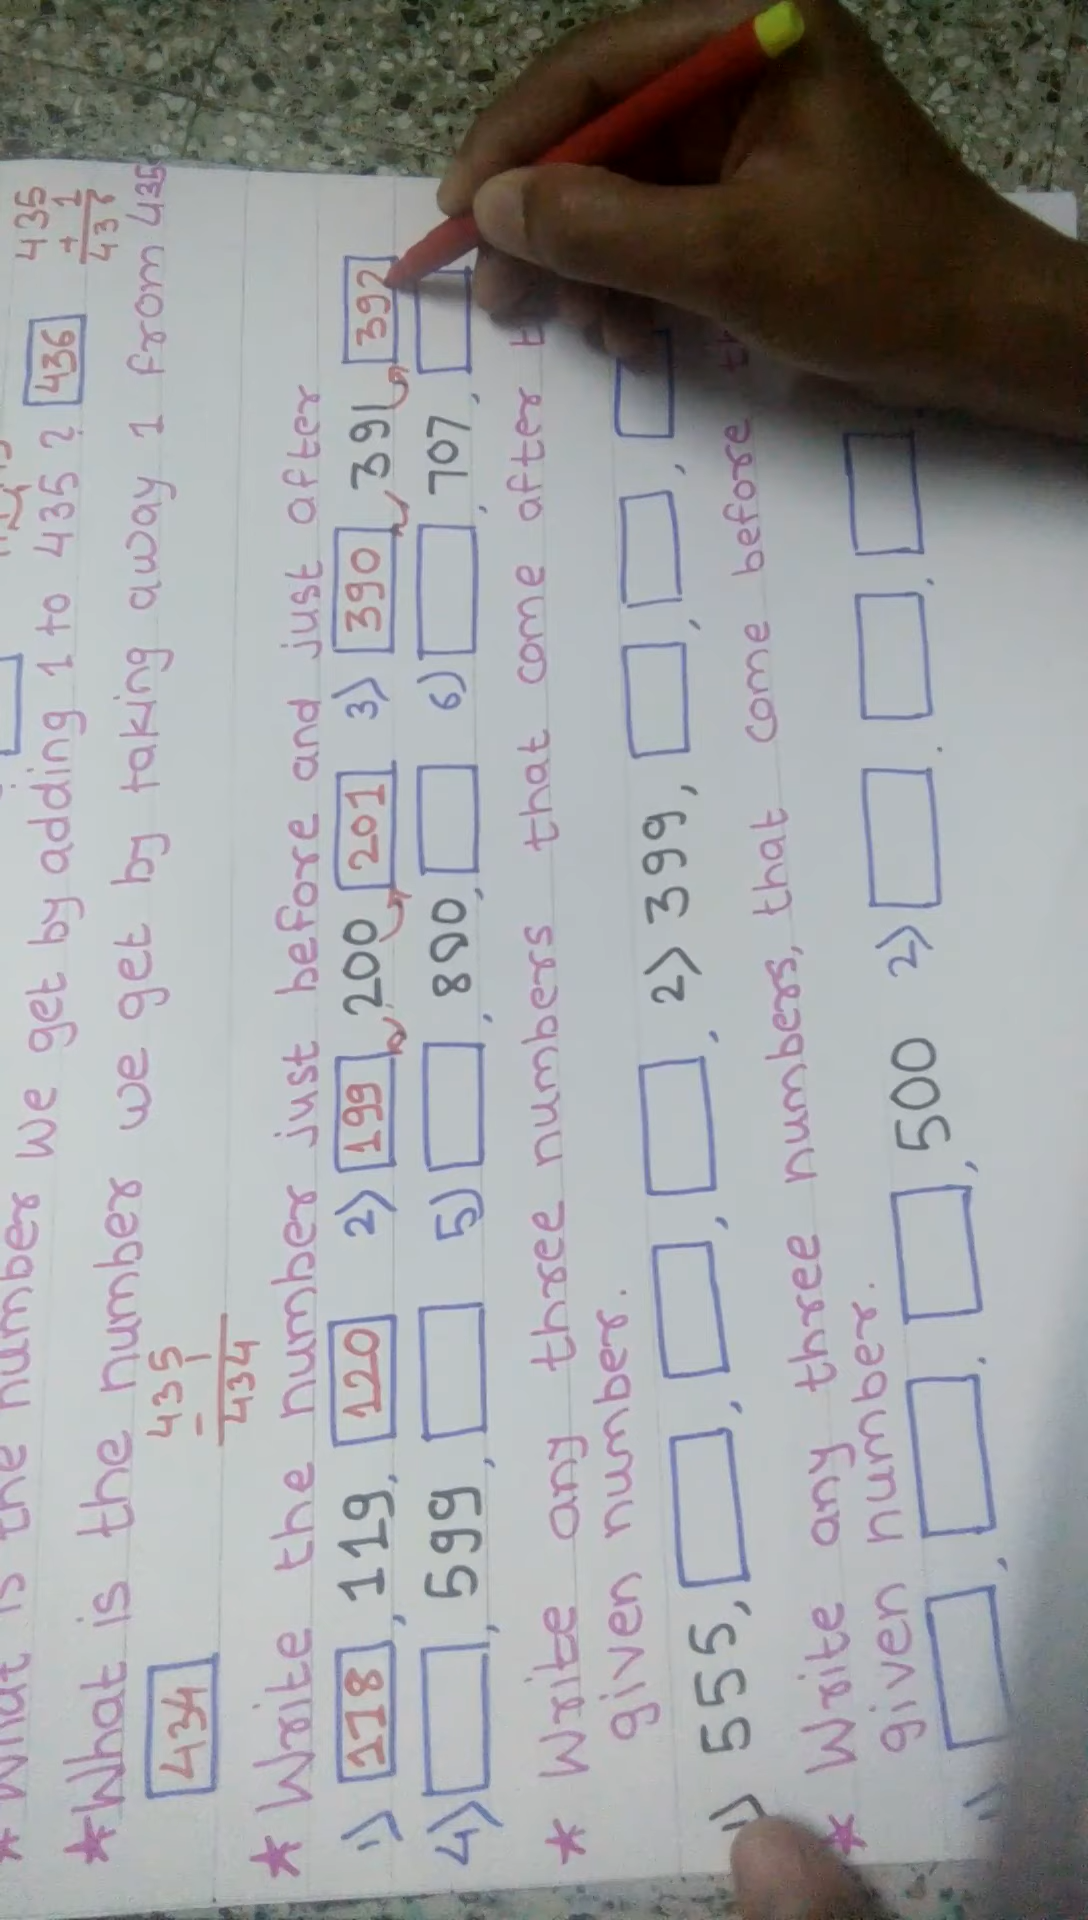 What is the number we get by adding 1 to 435 ? 436
435
+ 1
436
* What is the number we get by taking away 1 from 435
434
435
- 1
434
* Write the number just before and just after
1) 118, 119, 120 2) 199, 200, 201 3) 390, 391, 392
4) , 599, 5) , 800, 6) , 707,
* Write any three numbers that come after
given number.
1) 555, , , , 2) 399, , ,
* Write any three numbers, that come before
given number.
1) , , , 500 2) , ,